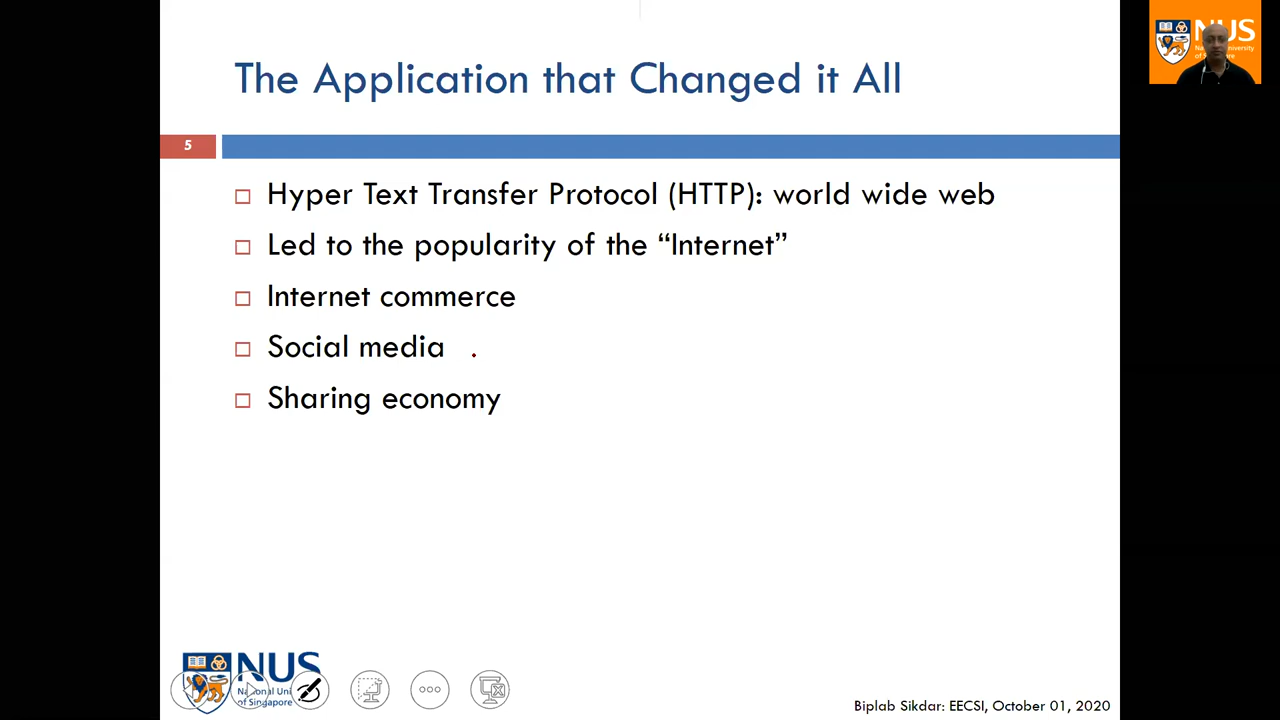 The Application that Changed it All
5
Hyper Text Transfer Protocol (HTTP): world wide web
Led to the popularity of the “Internet”
Internet commerce
Social media
Sharing economy
NUS
National University
of Singapore
NUS
National Uni
of Singapore
Biplab Sikdar: EECSI, October 01, 2020